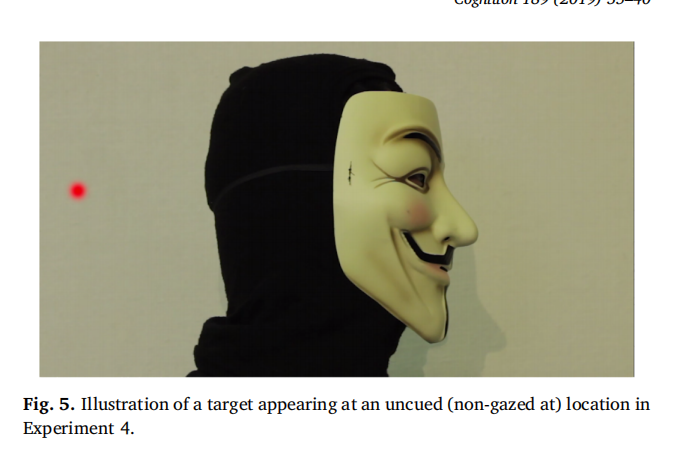 Cognition 189 (2019) 33–40
Fig. 5. Illustration of a target appearing at an uncued (non-gazed at) location in
Experiment 4.